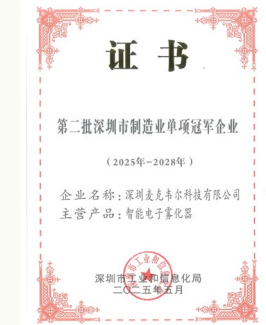 证书
第二批深圳市制造业单项冠军企业
（2025年-2028年）
企业名称：深圳麦克韦尔科技有限公司
主营产品：智能电子雾化器
深圳市工业和信息化局
二〇二五年五月